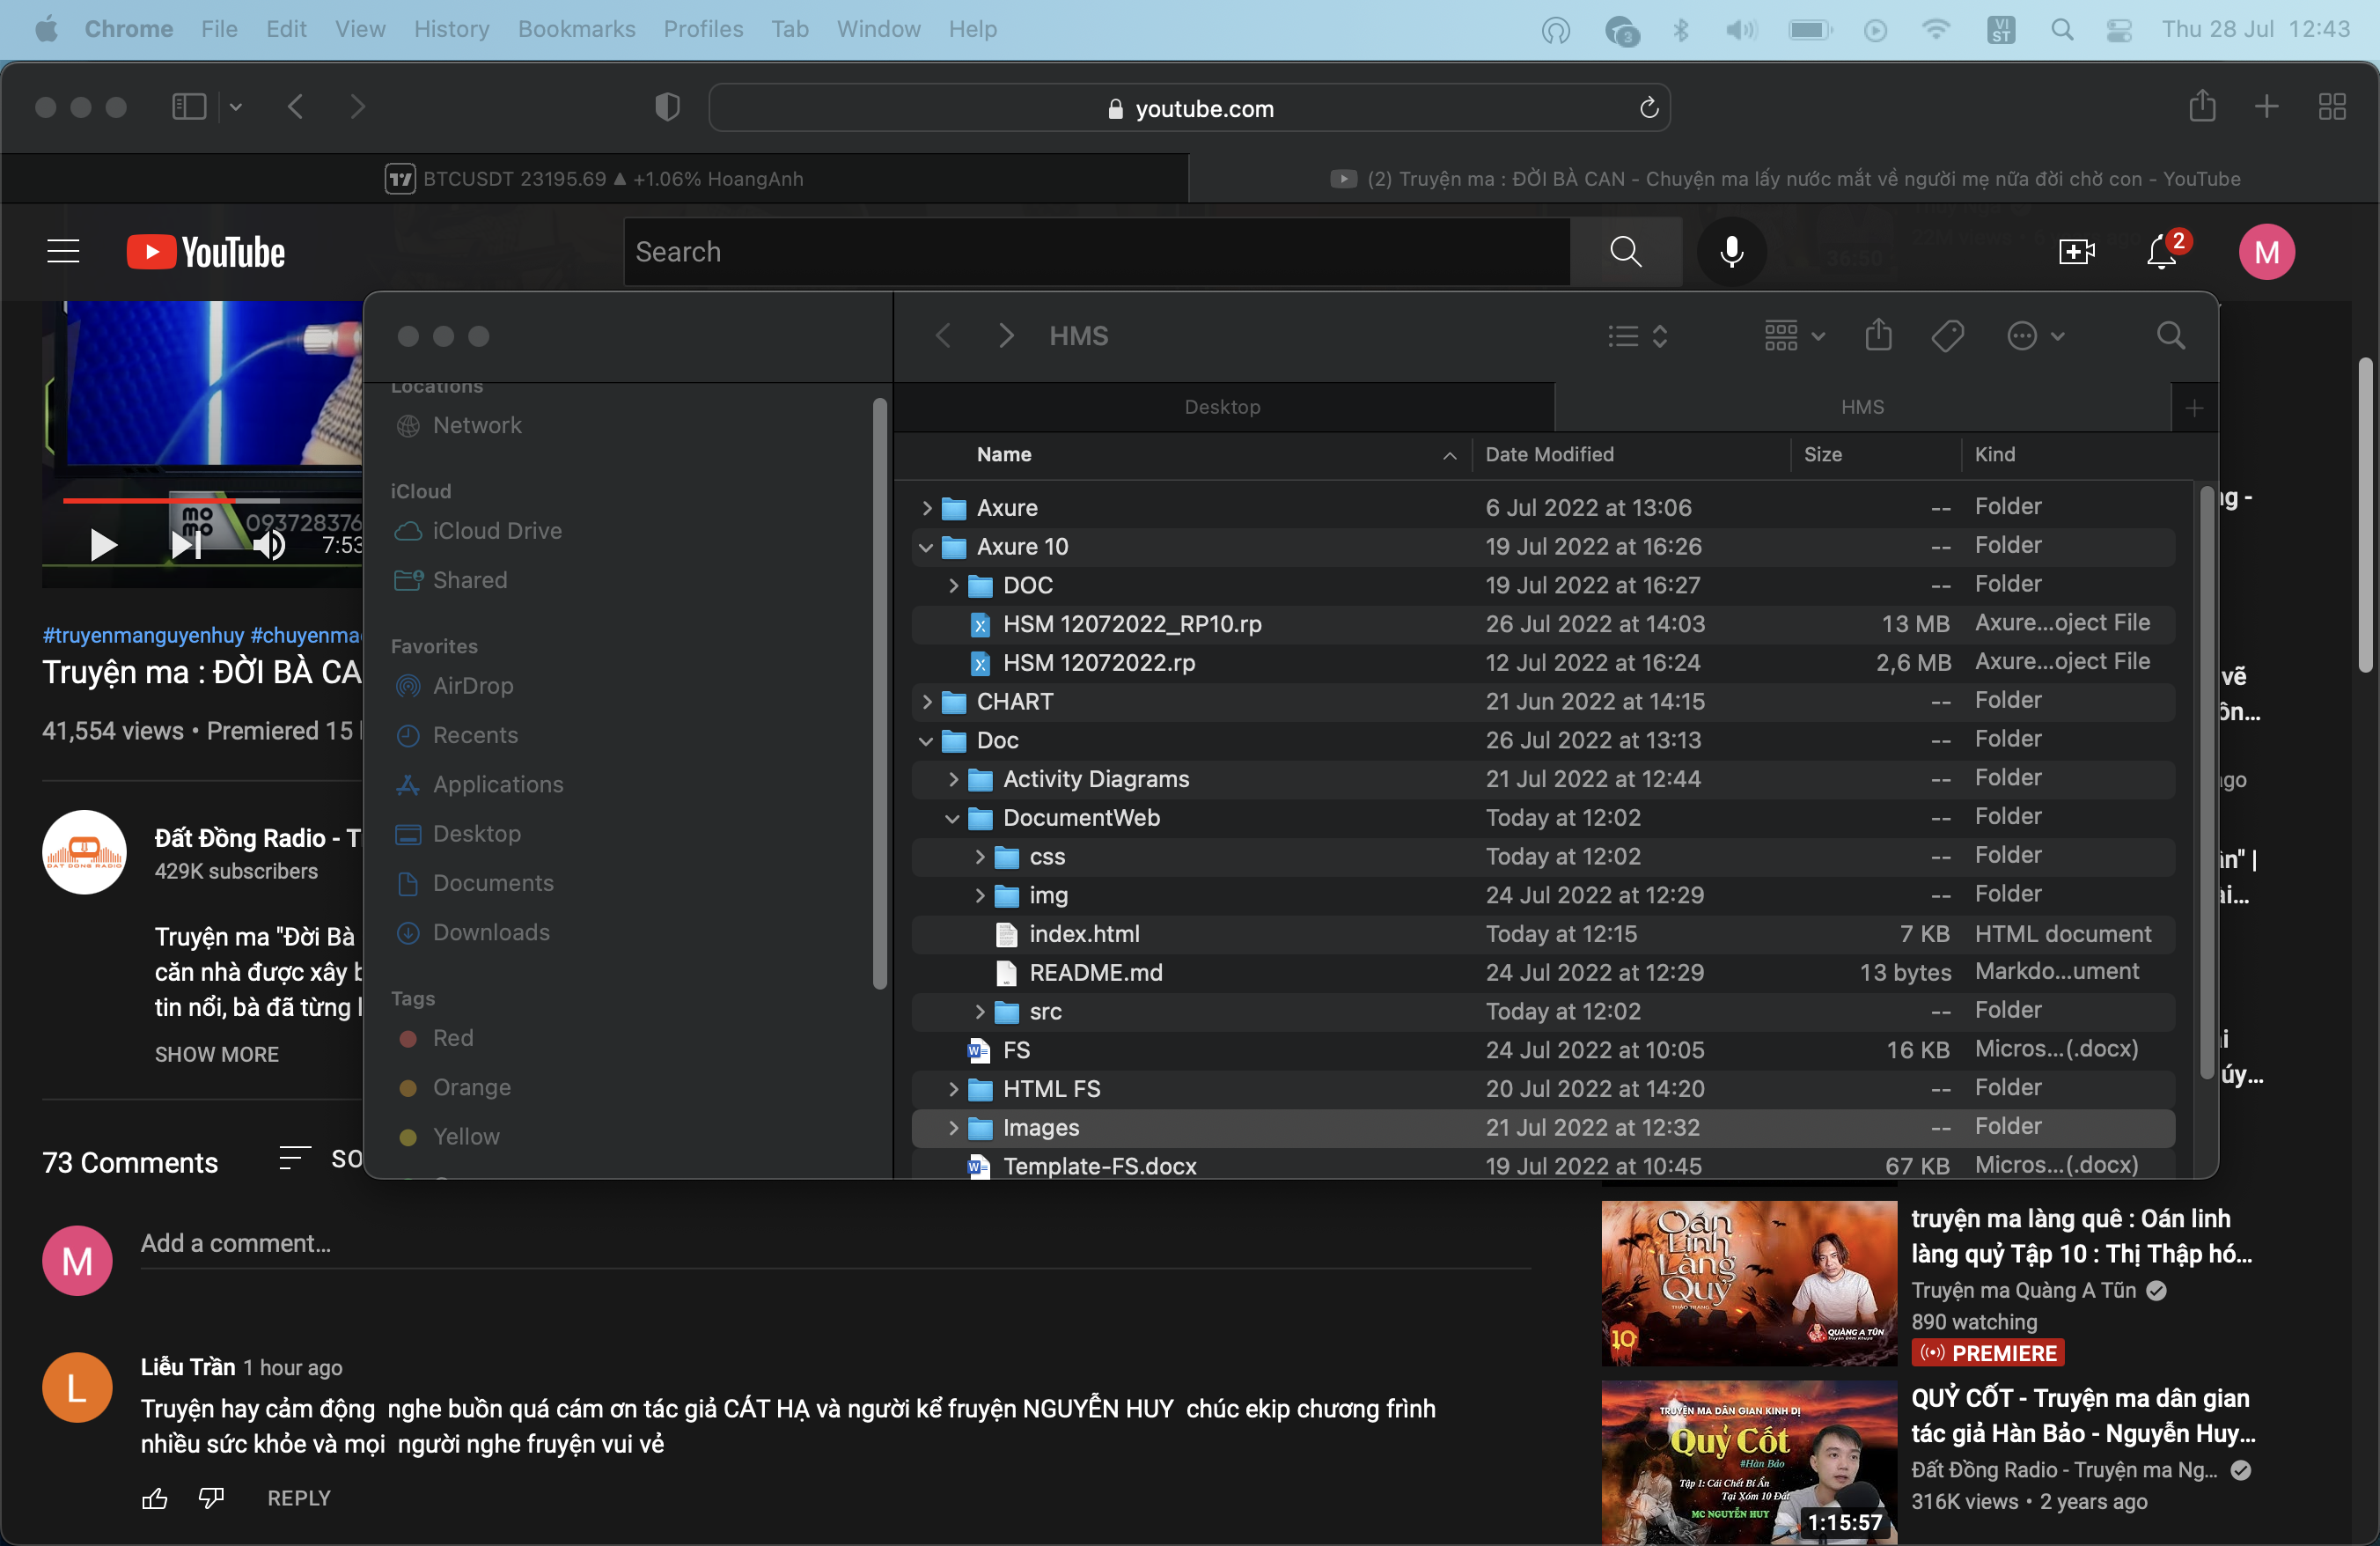 Chrome File Edit View History Bookmarks Profiles Tab Window Help
3
VI
ST
Thu 28 Jul 12:43
youtube.com
BTCUSDT 23195.69 ▲ +1.06% HoangAnh
(2) Truyện ma : ĐỜI BÀ CAN - Chuyện ma lấy nước mắt về người mẹ nữa đời chờ con - YouTube
YouTube
Search
36:50
2
M
HMS
Locations
Network
iCloud
iCloud Drive
Shared
Favorites
AirDrop
Recents
Applications
Desktop
Documents
Downloads
Tags
Red
Orange
Yellow
Desktop
HMS
Name Date Modified Size Kind
Axure 6 Jul 2022 at 13:06 -- Folder
Axure 10 19 Jul 2022 at 16:26 -- Folder
DOC 19 Jul 2022 at 16:27 -- Folder
HSM 12072022_RP10.rp 26 Jul 2022 at 14:03 13 MB Axure...oject File
HSM 12072022.rp 12 Jul 2022 at 16:24 2,6 MB Axure...oject File
CHART 21 Jun 2022 at 14:15 -- Folder
Doc 26 Jul 2022 at 13:13 -- Folder
Activity Diagrams 21 Jul 2022 at 12:44 -- Folder
DocumentWeb Today at 12:02 -- Folder
css Today at 12:02 -- Folder
img 24 Jul 2022 at 12:29 -- Folder
index.html Today at 12:15 7 KB HTML document
README.md 24 Jul 2022 at 12:29 13 bytes Markdo...ument
src Today at 12:02 -- Folder
FS 24 Jul 2022 at 10:05 16 KB Micros...(.docx)
HTML FS 20 Jul 2022 at 14:20 -- Folder
Images 21 Jul 2022 at 12:32 -- Folder
Template-FS.docx 19 Jul 2022 at 10:45 67 KB Micros...(.docx)
mo
mo
093728376
7:53
#truyenmanguyenhuy #chuyenma
Truyện ma : ĐỜI BÀ CA
41,554 views • Premiered 15
DAT DONG RADIO
Đất Đồng Radio - T
429K subscribers
Truyện ma "Đời Bà
căn nhà được xây b
tin nổi, bà đã từng l
SHOW MORE
73 Comments
SO
M
Add a comment...
L
Liễu Trần 1 hour ago
Truyện hay cảm động nghe buồn quá cám ơn tác giả CÁT HẠ và người kể fruyện NGUYỄN HUY chúc ekip chương frình
nhiều sức khỏe và mọi người nghe fruyện vui vẻ
REPLY
ng -
vẽ
ôn...
ago
ần" |
ài...
úy...
Oán
Linh
Làng
Quỷ
THẢO TRANG
10
QUÀNG A TŨN
truyện ma làng quê : Oán linh
làng quỷ Tập 10 : Thị Thập hó...
Truyện ma Quàng A Tũn
890 watching
PREMIERE
TRUYỆN MA DÂN GIAN KINH DỊ
Quỷ Cốt
#Hàn Bảo
Tập 1: Cái Chết Bí Ẩn
Tại Xóm 10 Đất
MC NGUYỄN HUY
1:15:57
QUỶ CỐT - Truyện ma dân gian
tác giả Hàn Bảo - Nguyễn Huy...
Đất Đồng Radio - Truyện ma Ng...
316K views • 2 years ago